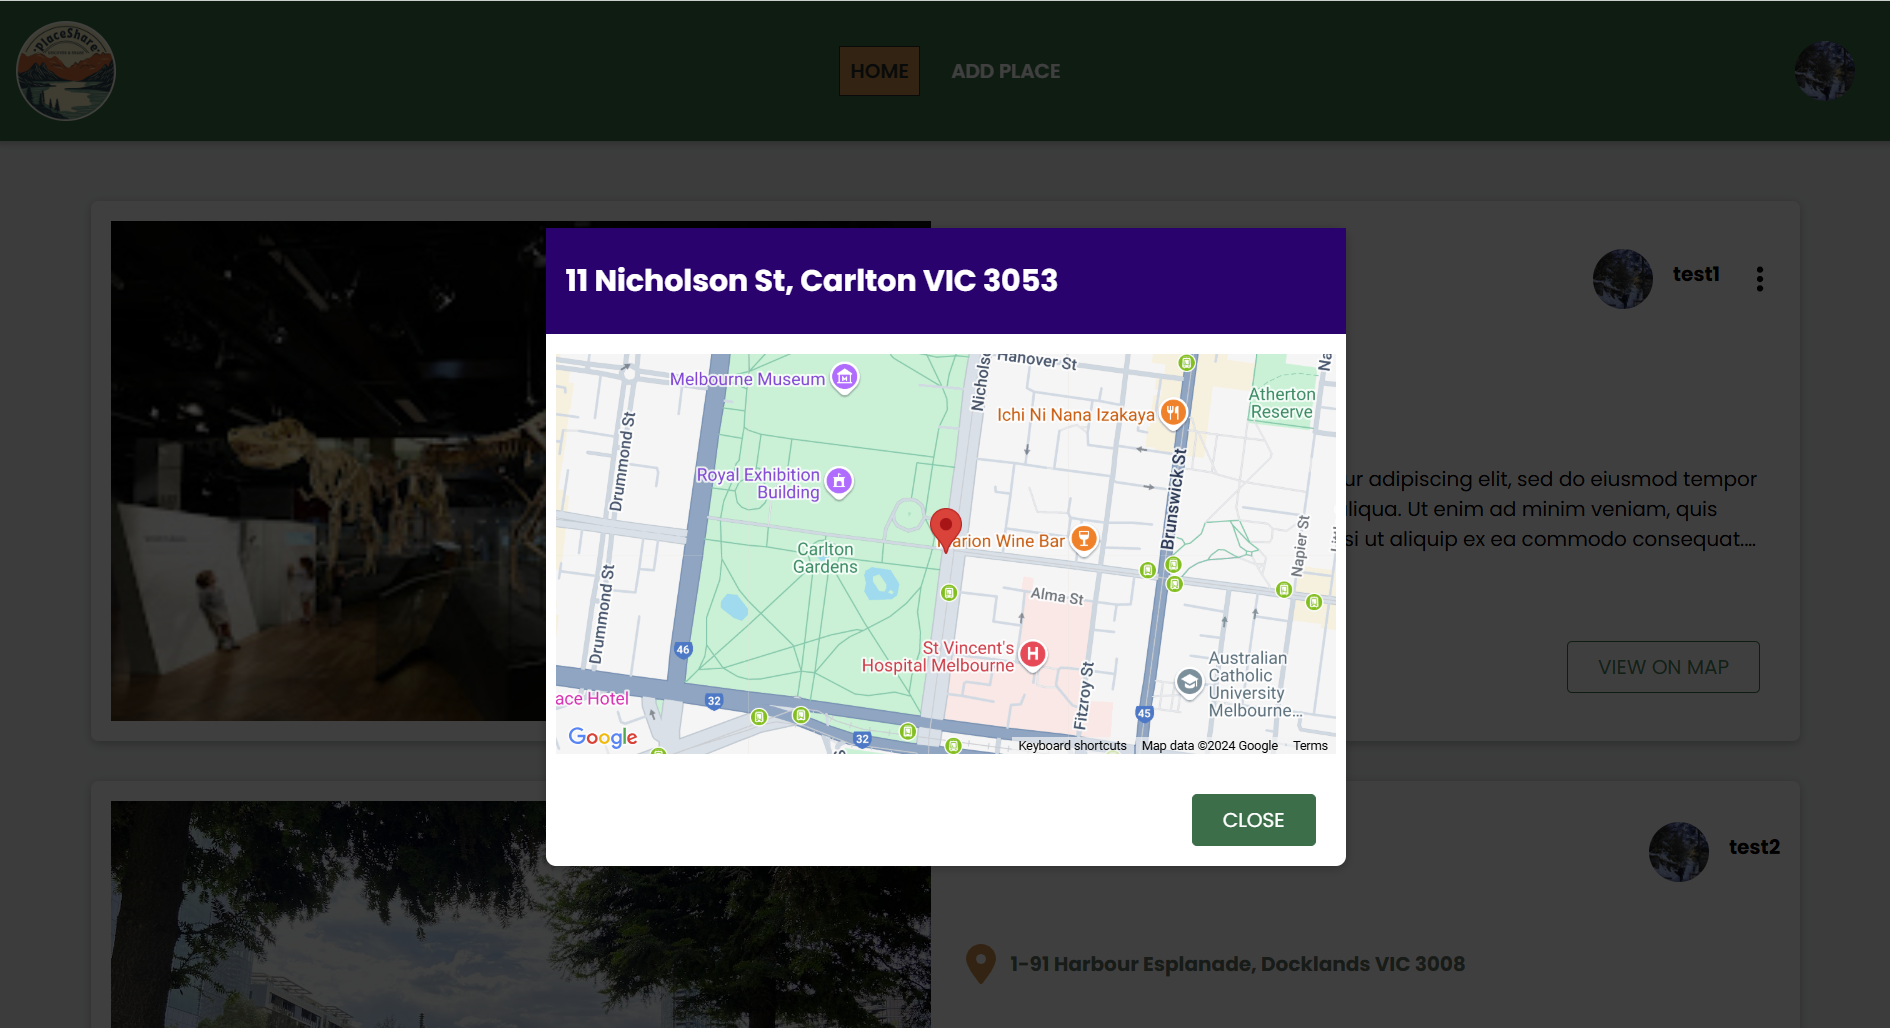 PlaceShare
HOME
ADD PLACE
test1
11 Nicholson St, Carlton VIC 3053
Hanover St
Nichols
Melbourne Museum
Ichi Ni Nana Izakaya
Atherton
Reserve
Na
Drummond St
Royal Exhibition
Building
Brunswick St
Carlton
Gardens
arion Wine Bar
Napier St
Alma St
Drummond St
St Vincent's
Hospital Melbourne
Fitzroy St
Australian
Catholic
University
Melbourne...
46
32
45
32
ace Hotel
Google
Keyboard shortcuts
Map data ©2024 Google
Terms
ur adipiscing elit, sed do eiusmod tempor
liqua. Ut enim ad minim veniam, quis
si ut aliquip ex ea commodo consequat....
VIEW ON MAP
CLOSE
test2
1-91 Harbour Esplanade, Docklands VIC 3008